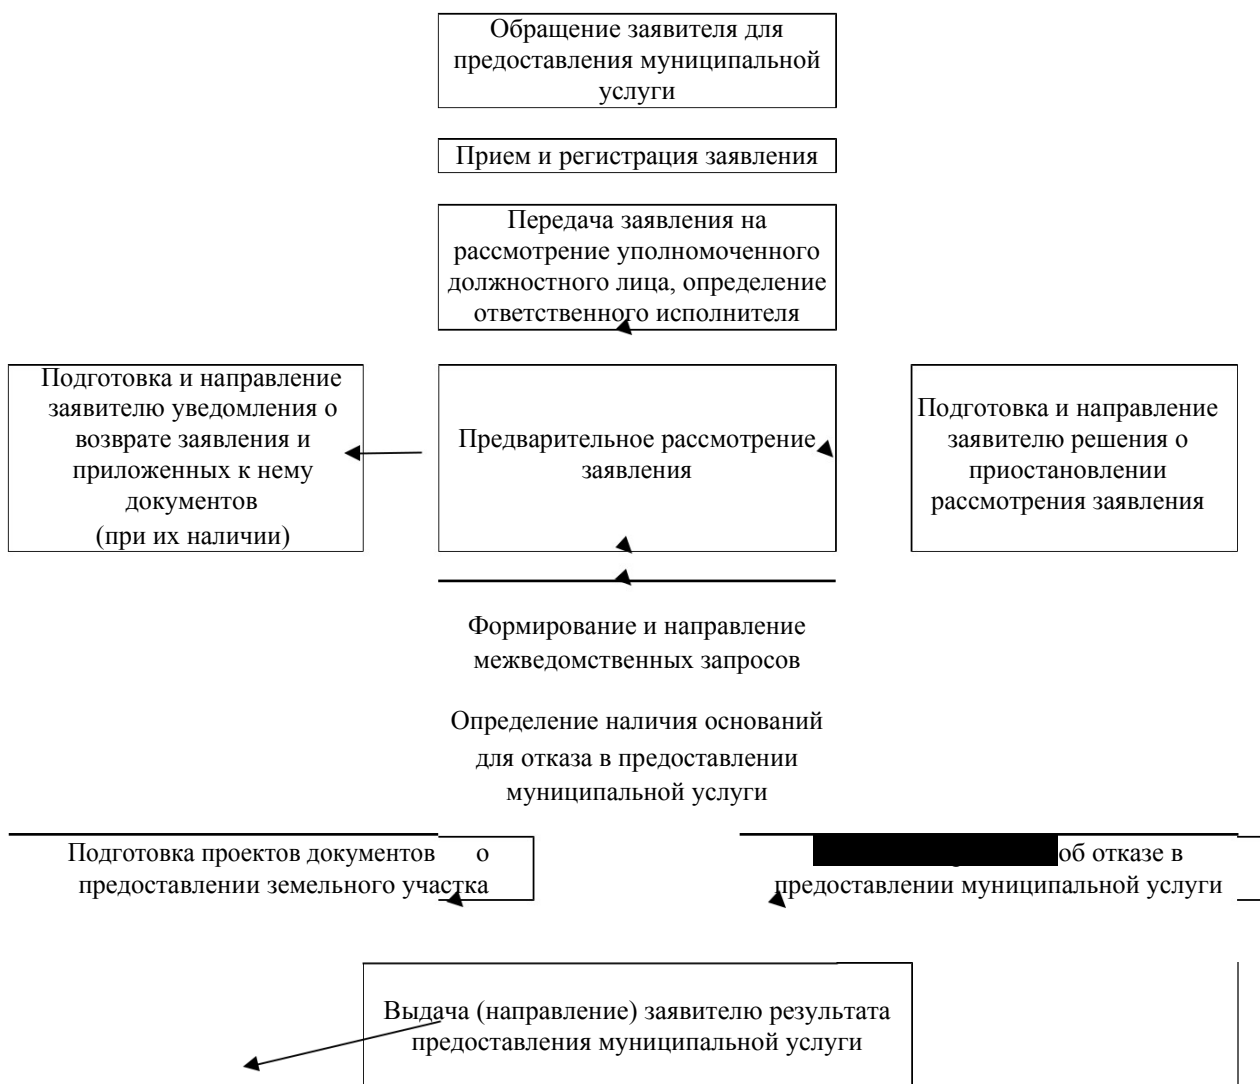 Обращение заявителя для
предоставления муниципальной
услуги
Прием и регистрация заявления
Передача заявления на
рассмотрение уполномоченного
должностного лица, определение
ответственного исполнителя
Подготовка и направление
заявителю уведомления о
возврате заявления и
приложенных к нему
документов
(при их наличии)
Предварительное рассмотрение
заявления
Подготовка и направление
заявителю решения о
приостановлении
рассмотрения заявления
Формирование и направление
межведомственных запросов
Определение наличия оснований
для отказа в предоставлении
муниципальной услуги
Подготовка проектов документов о
предоставлении земельного участка
об отказе в
предоставлении муниципальной услуги
Выдача (направление) заявителю результата
предоставления муниципальной услуги